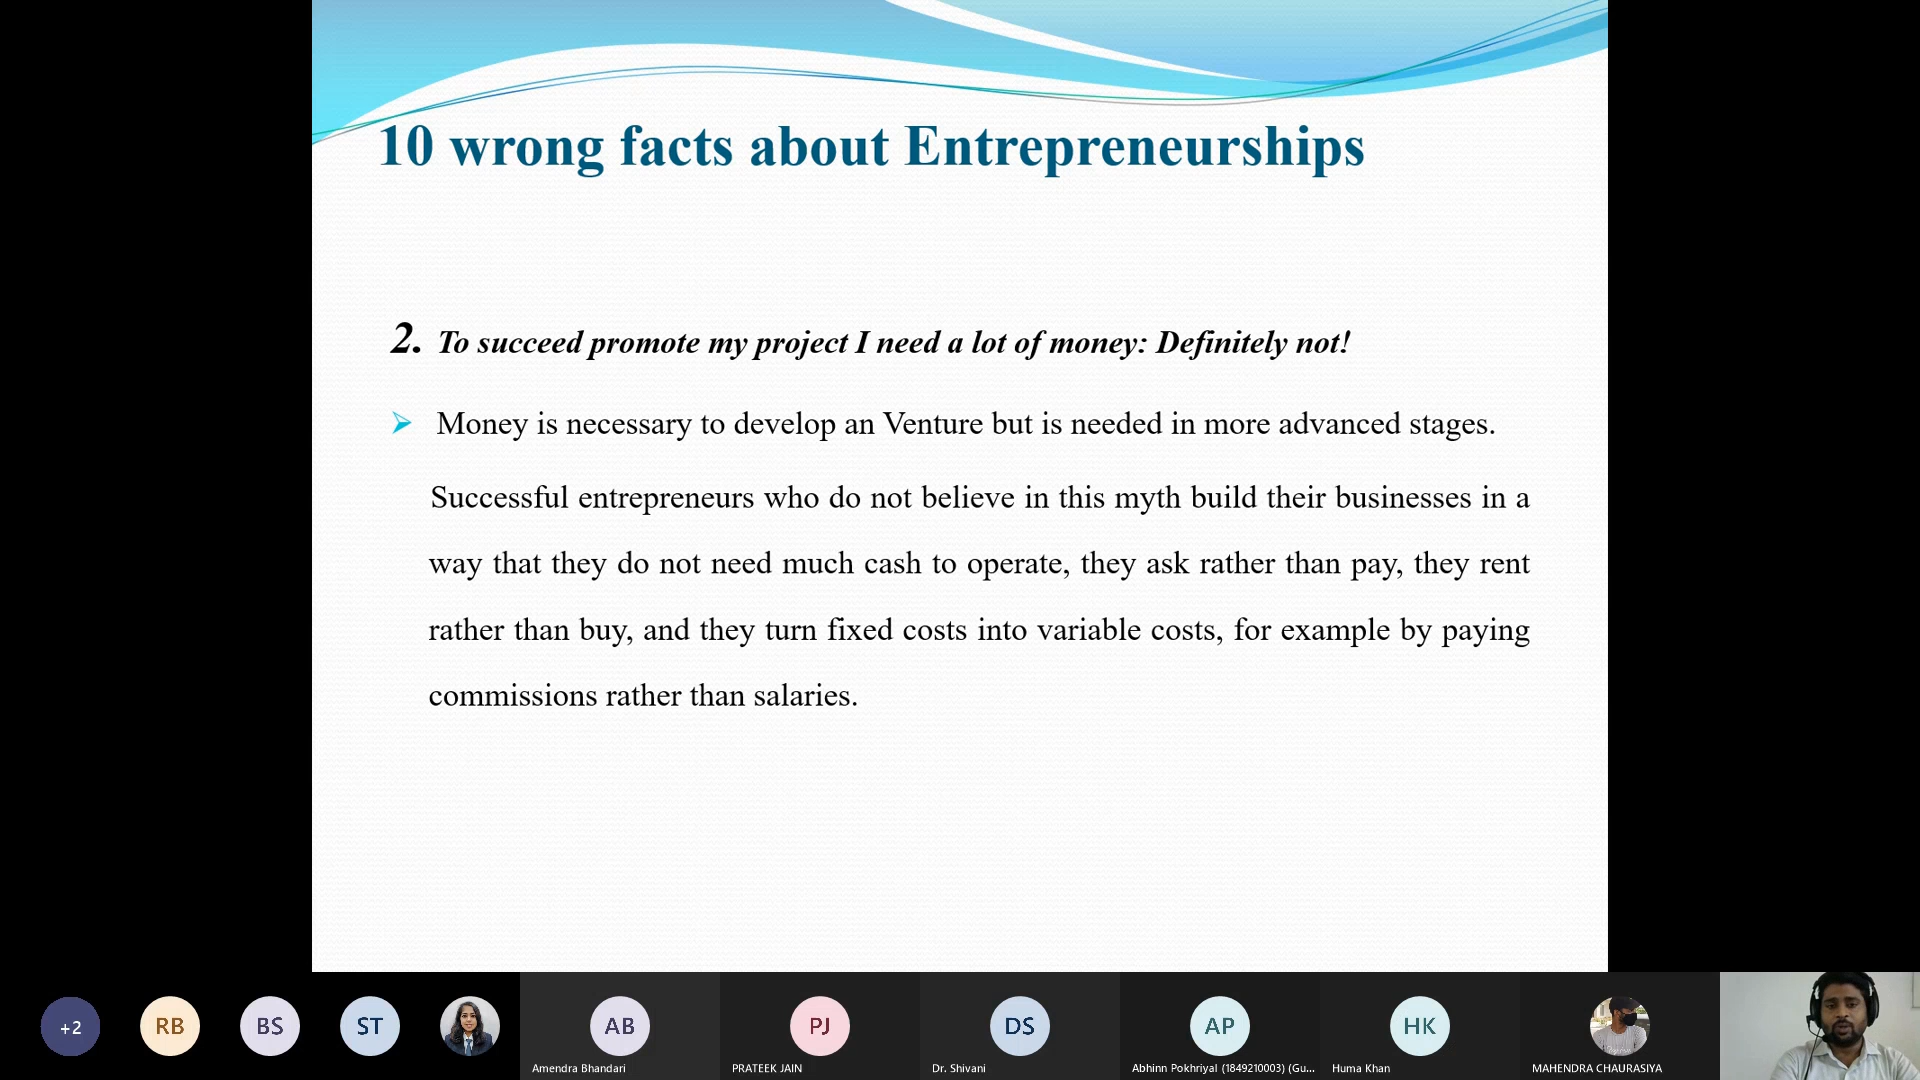 10 wrong facts about Entrepreneurships
2. To succeed promote my project I need a lot of money: Definitely not!
Money is necessary to develop an Venture but is needed in more advanced stages.
Successful entrepreneurs who do not believe in this myth build their businesses in a
way that they do not need much cash to operate, they ask rather than pay, they rent
rather than buy, and they turn fixed costs into variable costs, for example by paying
commissions rather than salaries.
+2
RB
BS
ST
AB
PJ
DS
AP
HK
Amendra Bhandari
PRATEEK JAIN
Dr. Shivani
Abhinn Pokhriyal (1849210003) (Gu...
Huma Khan
MAHENDRA CHAURASIYA